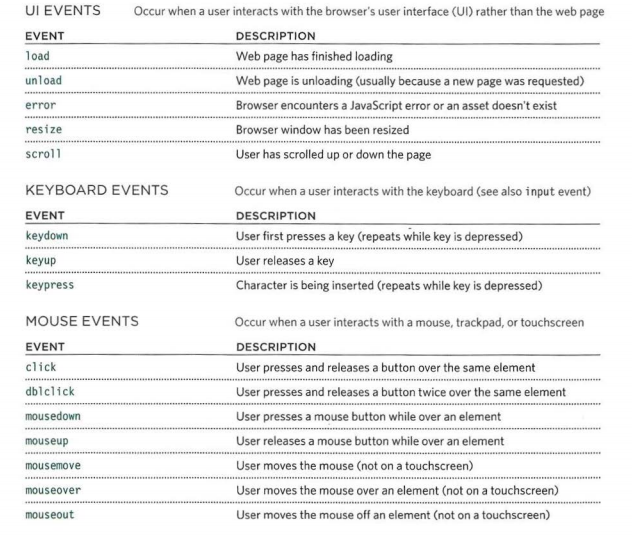 UI EVENTS Occur when a user interacts with the browser's user interface (UI) rather than the web page
EVENT DESCRIPTION
load Web page has finished loading
unload Web page is unloading (usually because a new page was requested)
error Browser encounters a JavaScript error or an asset doesn't exist
resize Browser window has been resized
scroll User has scrolled up or down the page
KEYBOARD EVENTS Occur when a user interacts with the keyboard (see also input event)
EVENT DESCRIPTION
keydown User first presses a key (repeats while key is depressed)
keyup User releases a key
keypress Character is being inserted (repeats while key is depressed)
MOUSE EVENTS Occur when a user interacts with a mouse, trackpad, or touchscreen
EVENT DESCRIPTION
click User presses and releases a button over the same element
dblclick User presses and releases a button twice over the same element
mousedown User presses a mouse button while over an element
mouseup User releases a mouse button while over an element
mousemove User moves the mouse (not on a touchscreen)
mouseover User moves the mouse over an element (not on a touchscreen)
mouseout User moves the mouse off an element (not on a touchscreen)